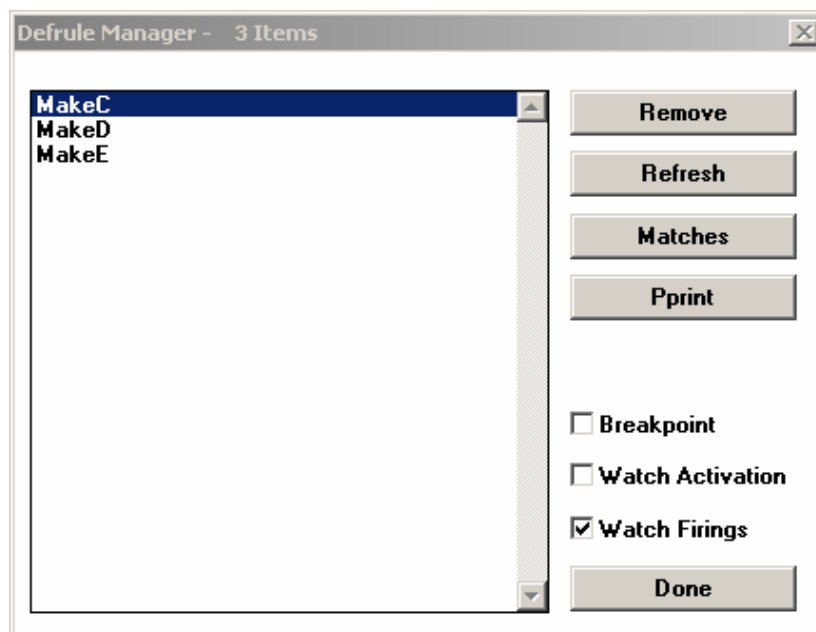 Defrule Manager -   3 Items
MakeC
MakeD
MakeE
Remove
Refresh
Matches
Pprint
Breakpoint
Watch Activation
Watch Firings
Done